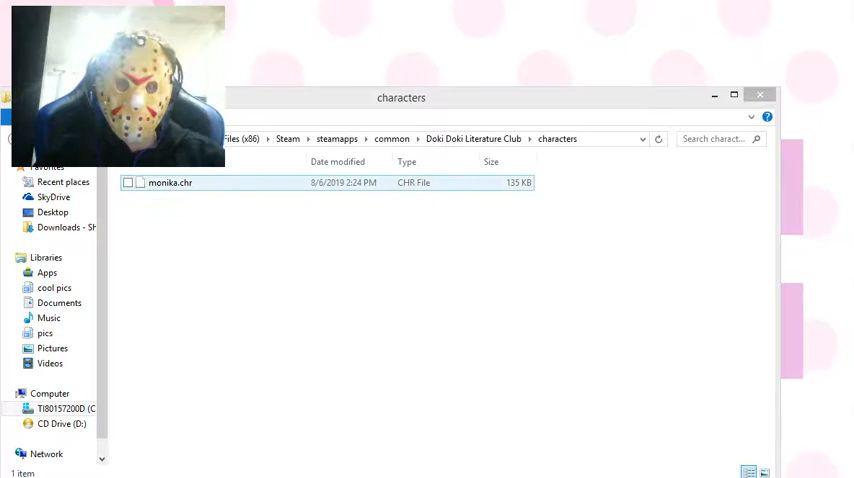 characters
Files (x86) Steam steamapps common Doki Doki Literature Club characters Search charact...
Date modified Type Size
monika.chr 8/6/2019 2:24 PM CHR File 135 KB
Favorites
Recent places
SkyDrive
Desktop
Downloads - Sh
Libraries
Apps
cool pics
Documents
Music
pics
Pictures
Videos
Computer
TI80157200D (C
CD Drive (D:)
Network
1 item